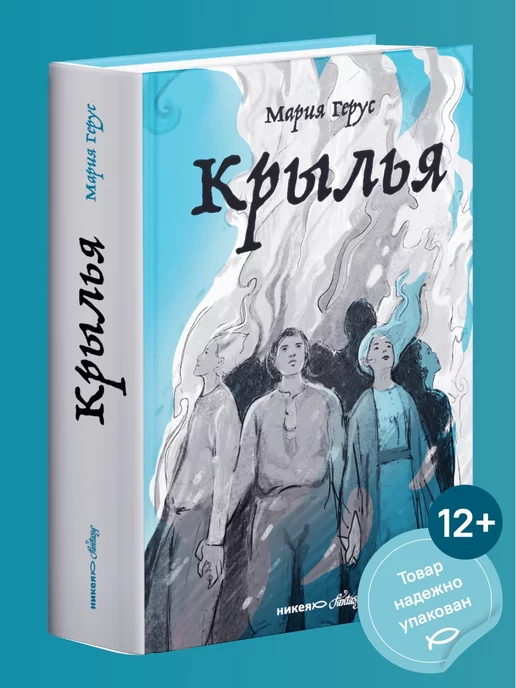 Мария Герус
Крылья
Мария Герус
Крылья
никея
Fantasy
никея
Fantasy
12+
Товар
надежно
упакован